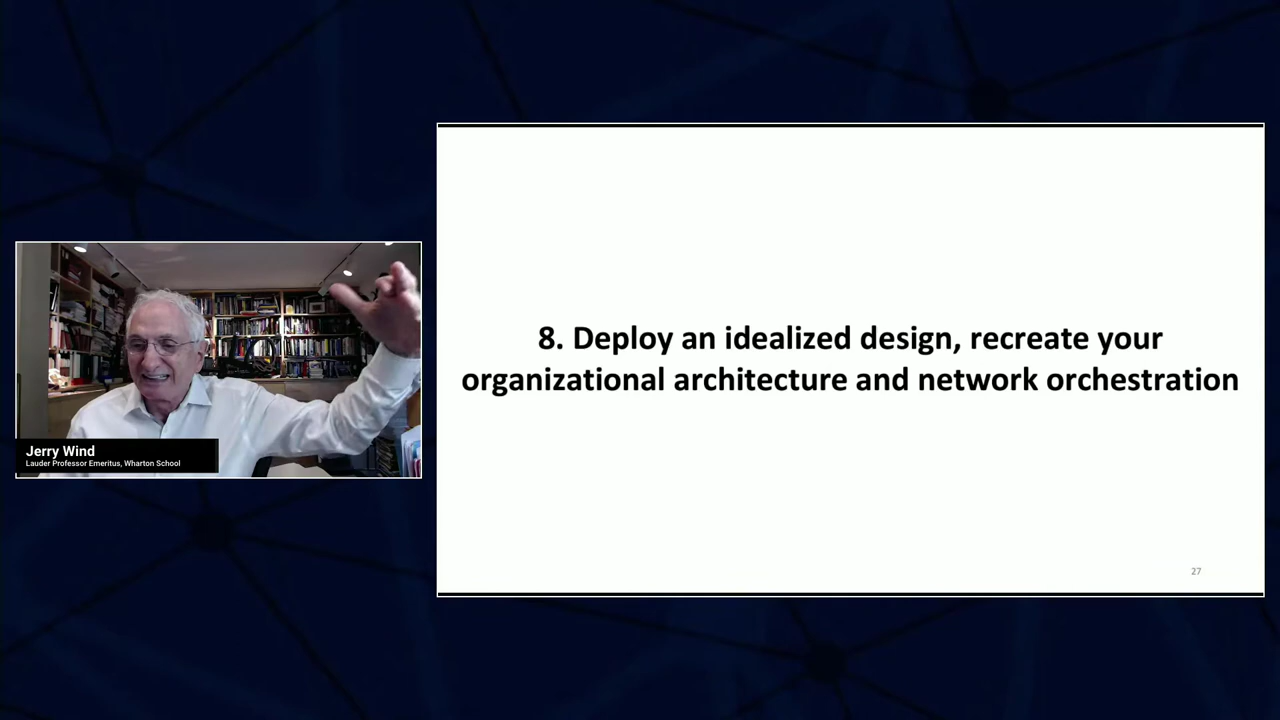 Jerry Wind
Lauder Professor Emeritus, Wharton School
8. Deploy an idealized design, recreate your
organizational architecture and network orchestration
27